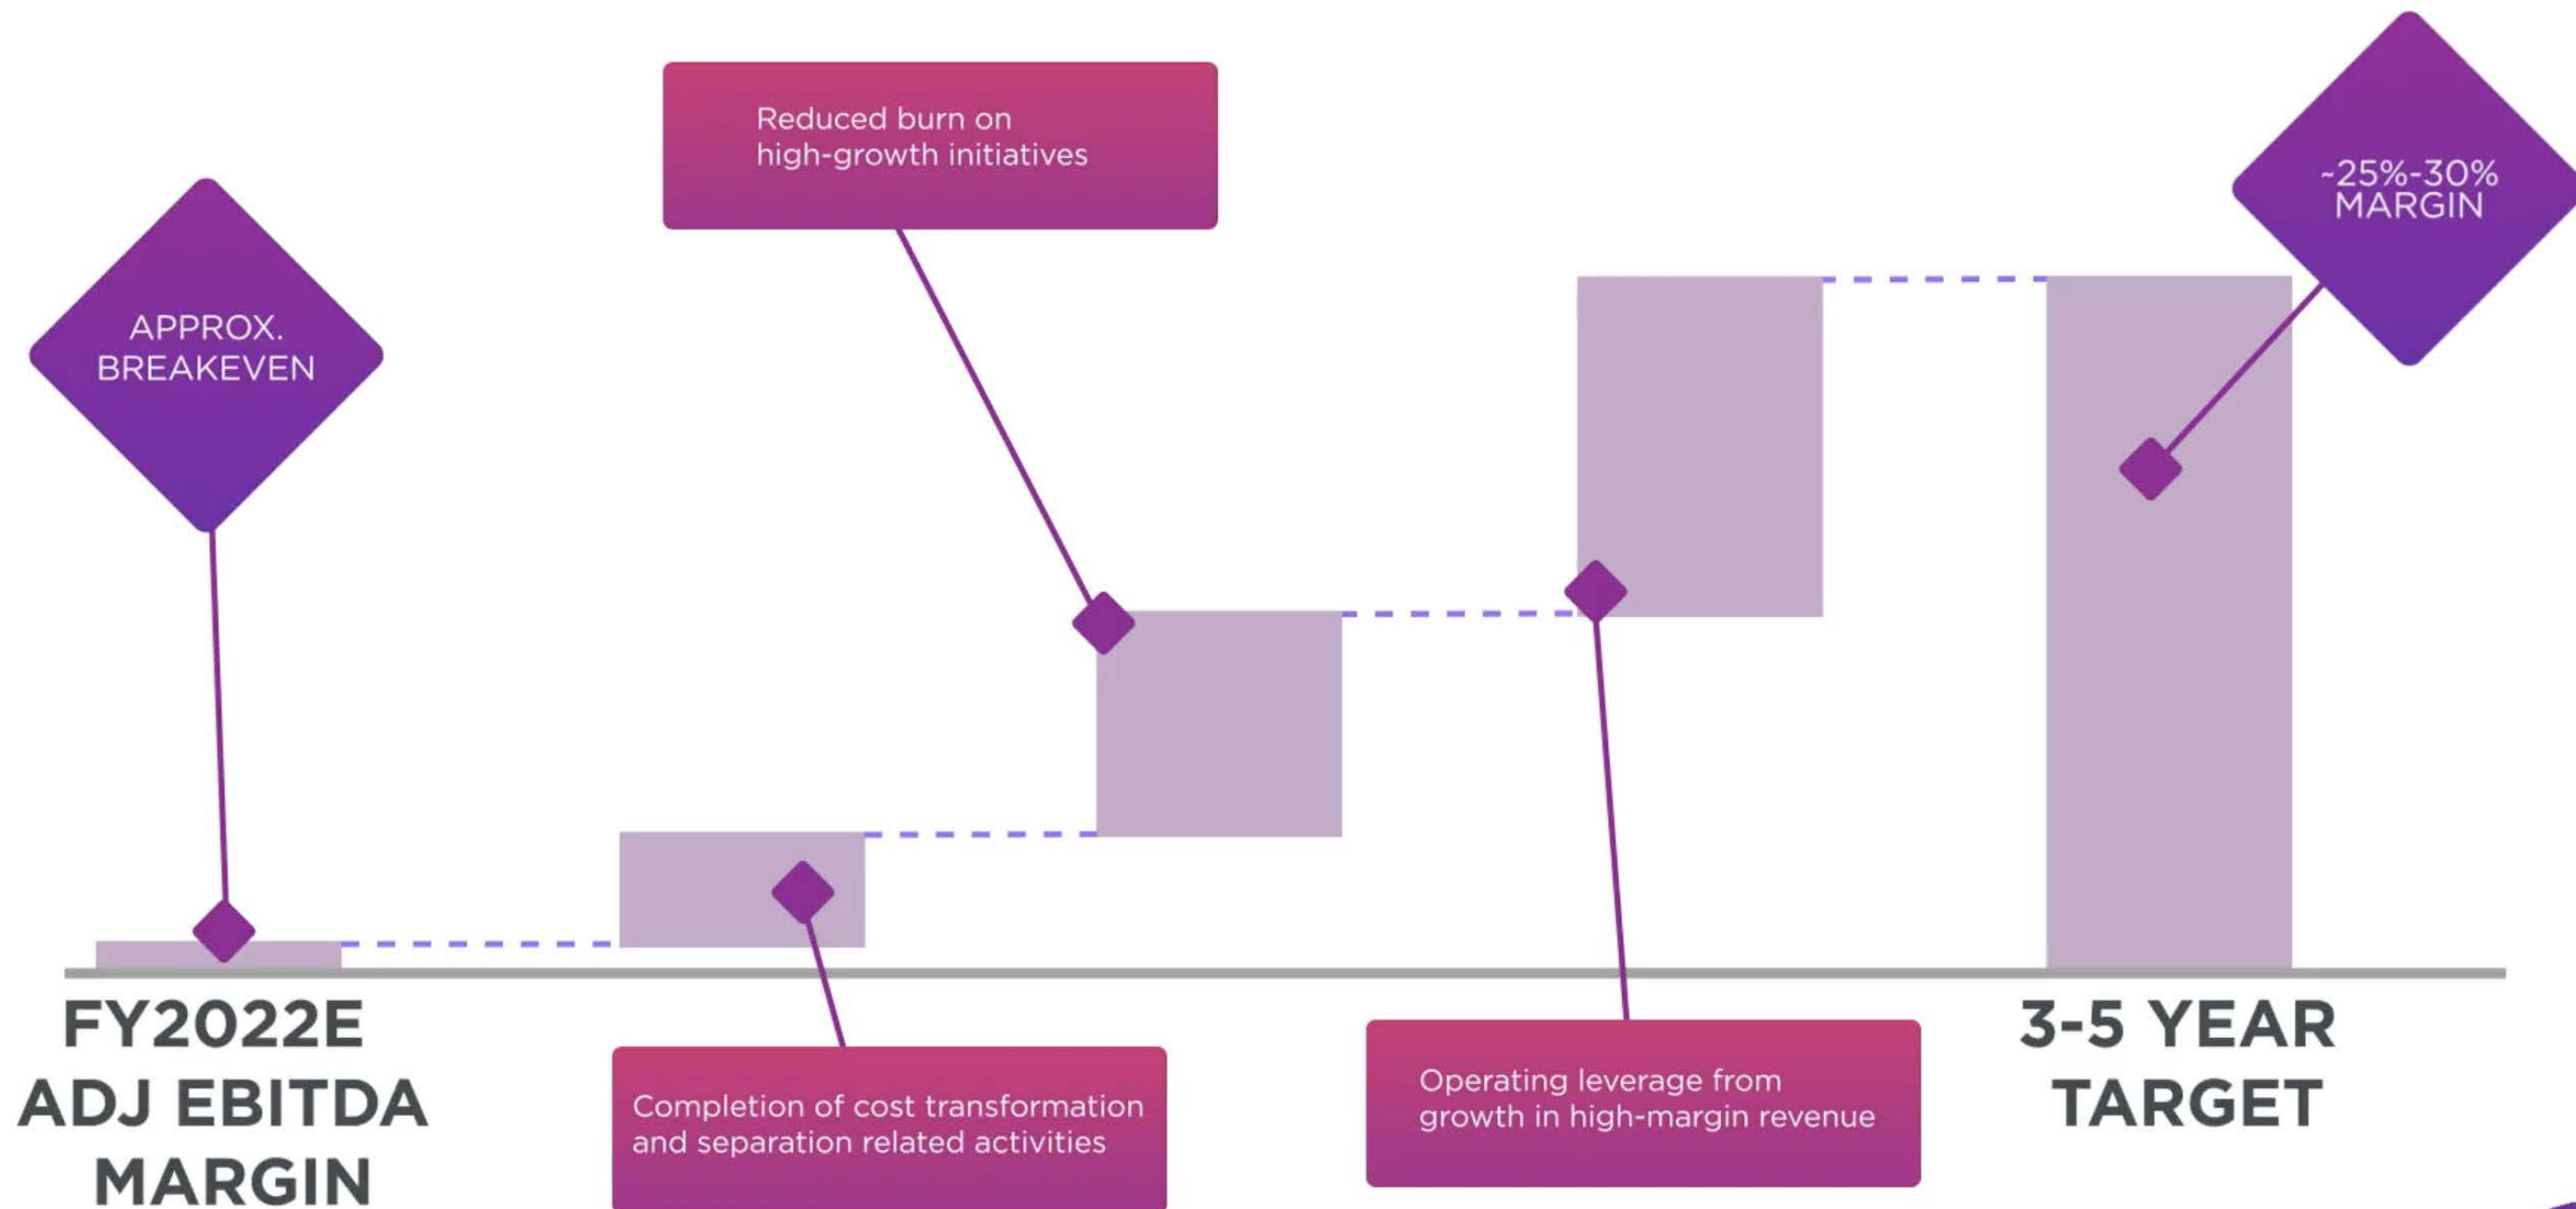 Reduced burn on
high-growth initiatives
~25%-30%
MARGIN
APPROX.
BREAKEVEN
FY2022E
ADJ EBITDA
MARGIN
Completion of cost transformation
and separation related activities
Operating leverage from
growth in high-margin revenue
3-5 YEAR
TARGET